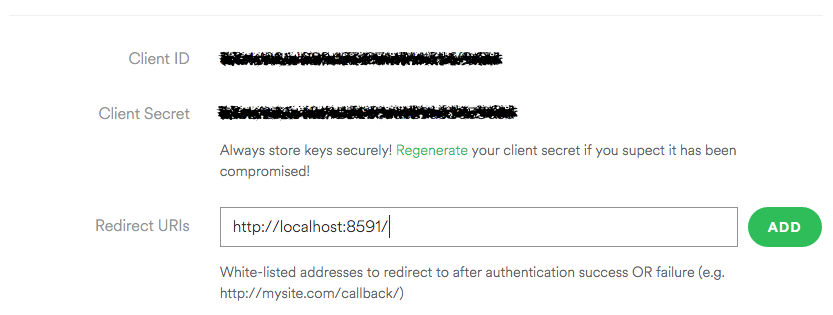 Client ID
Client Secret
Always store keys securely! Regenerate your client secret if you supect it has been
compromised!
Redirect URIs
http://localhost:8591/
ADD
White-listed addresses to redirect to after authentication success OR failure (e.g.
http://mysite.com/callback/)